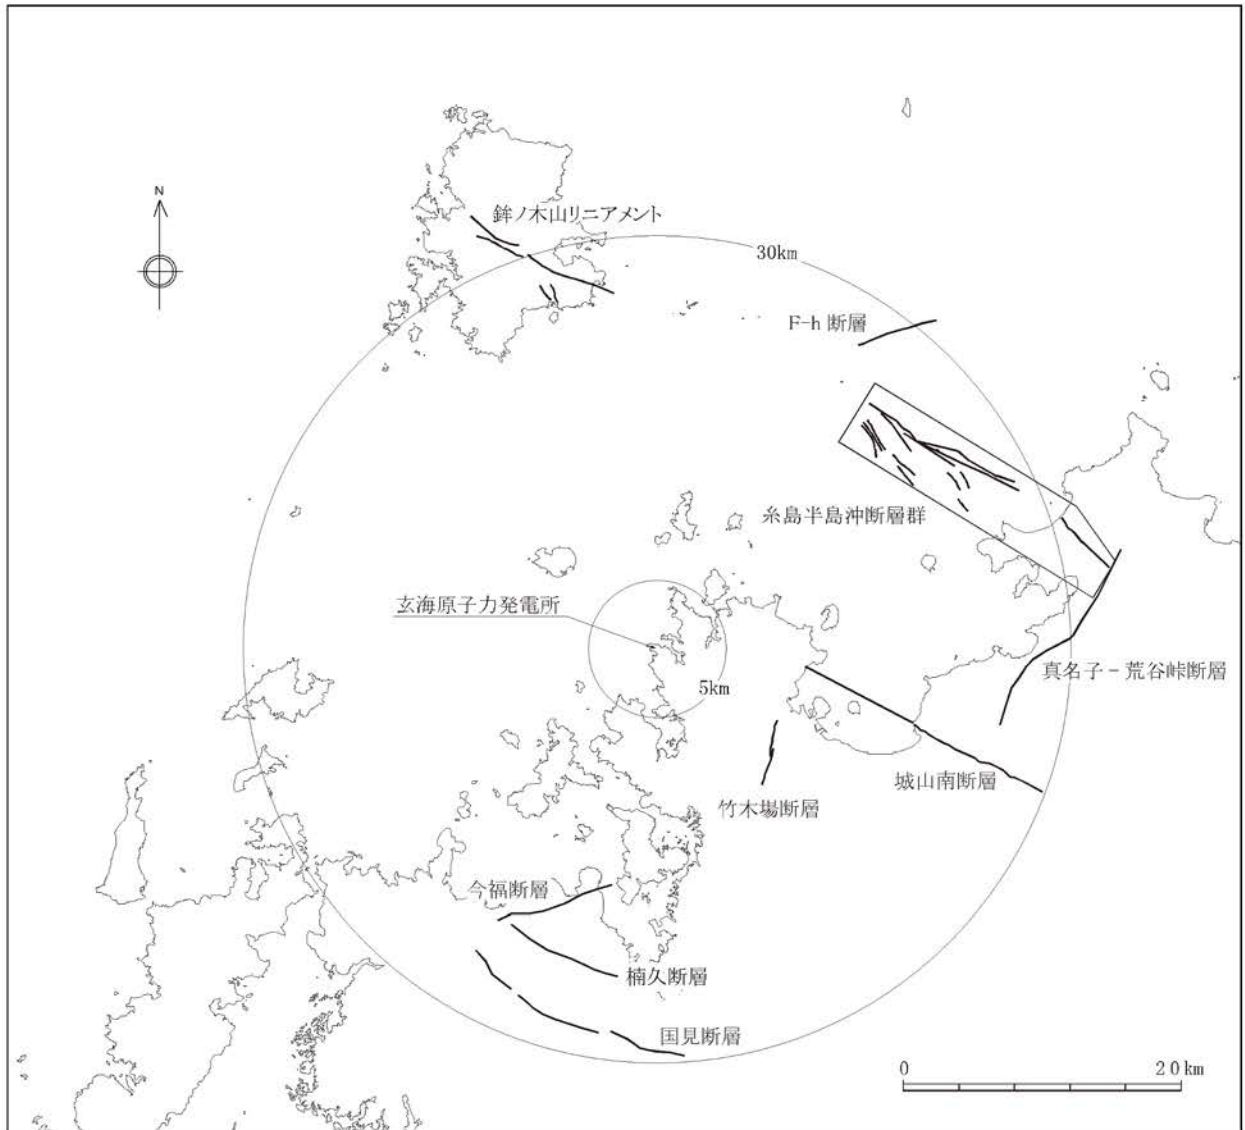 N
鉾ノ木山リニアメント
30km
F-h 断層
糸島半島沖断層群
玄海原子力発電所
5km
真名子－荒谷峠断層
城山南断層
竹木場断層
今福断層
楠久断層
国見断層
0 20km